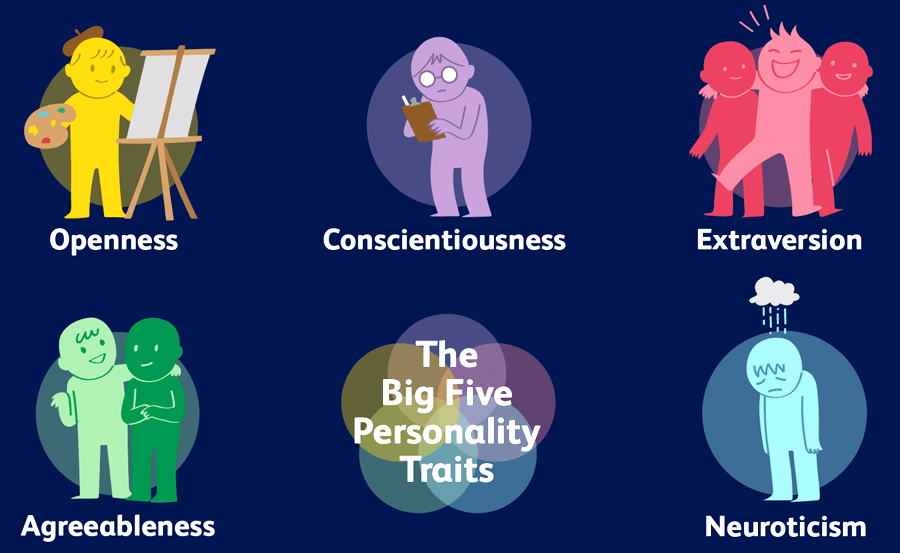 Openness
Conscientiousness
Extraversion
Agreeableness
The
Big Five
Personality
Traits
Neuroticism